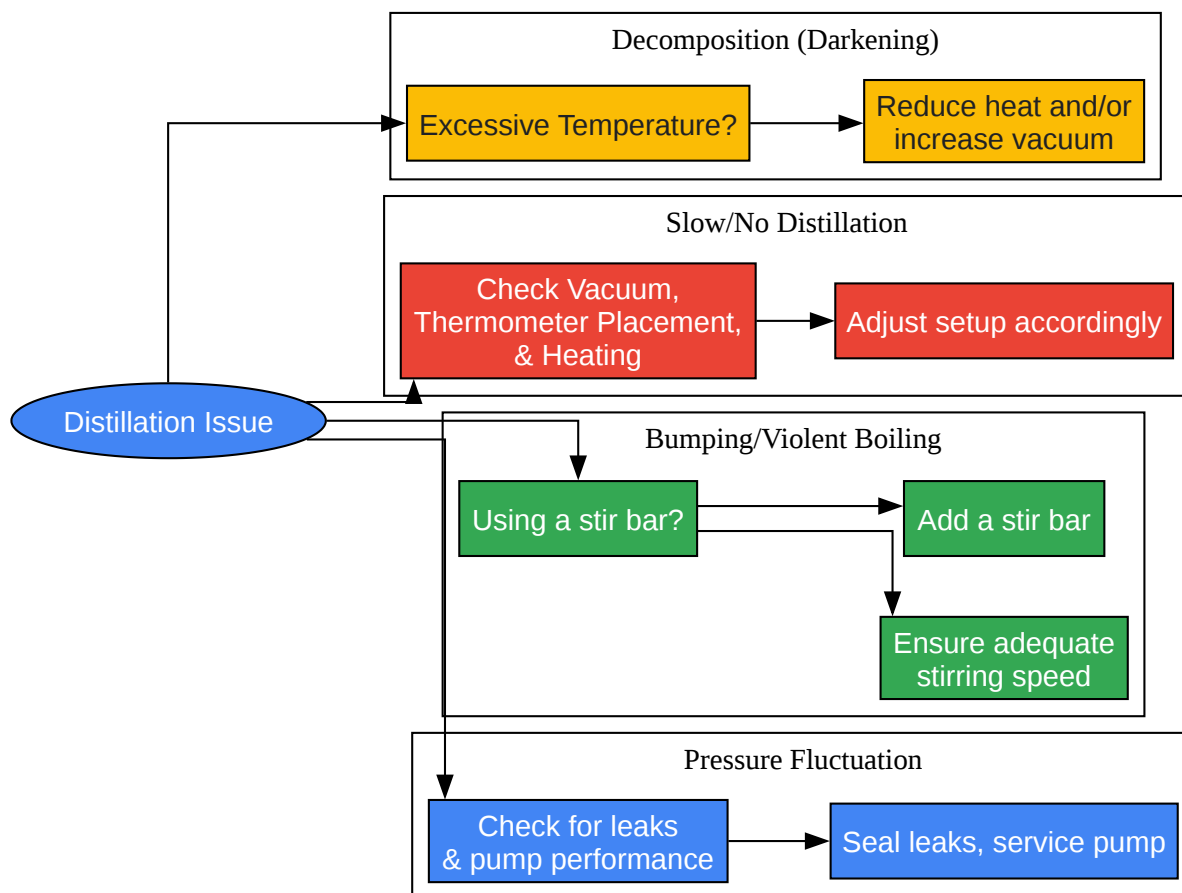 Decomposition (Darkening)
Excessive Temperature?
Reduce heat and/or
increase vacuum
Slow/No Distillation
Check Vacuum,
Thermometer Placement,
& Heating
Adjust setup accordingly
Distillation Issue
Bumping/Violent Boiling
Using a stir bar?
Add a stir bar
Ensure adequate
stirring speed
Pressure Fluctuation
Check for leaks
& pump performance
Seal leaks, service pump